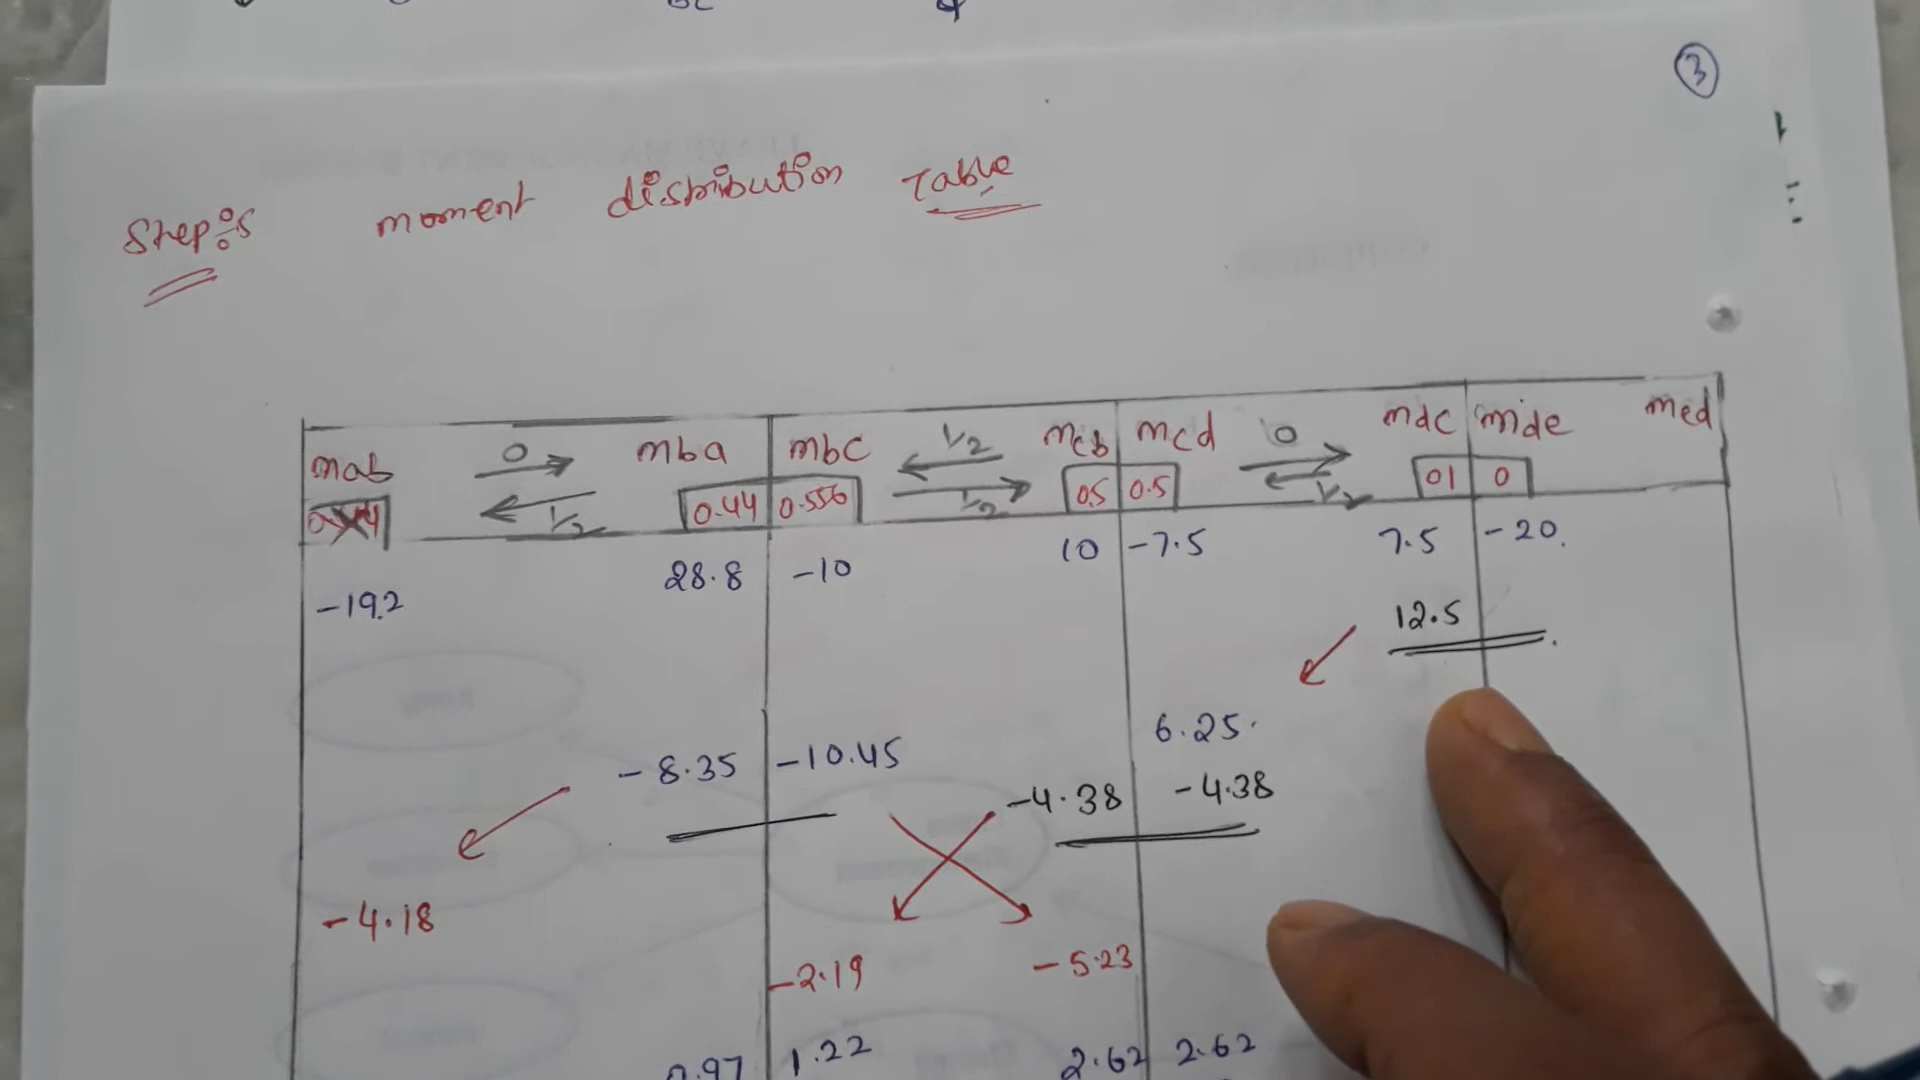 3
Step:5 moment distribution Table
mab 0 mba mbc 1/2 mcb mcd 0 mdc mde med
1/2 0.44 0.556 1/2 0.5 0.5 1/2 01 0
-19.2 28.8 -10 10 -7.5 7.5 -20.
12.5
6.25.
-8.35 -10.45 -4.38 -4.38
-4.18
-2.19 -5.23
0.97 1.22 2.62 2.62